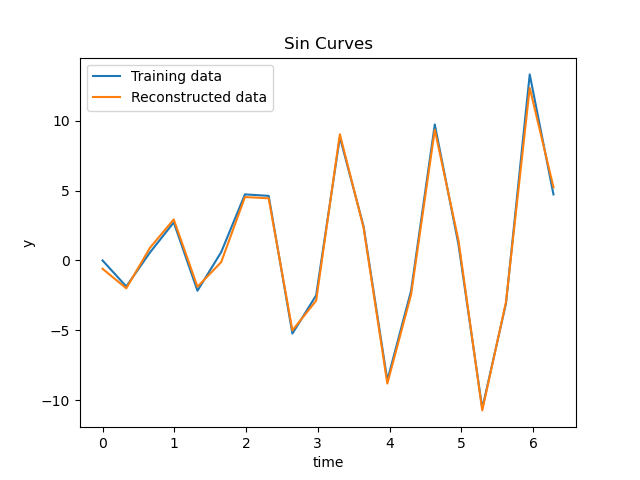 Sin Curves
Training data
Reconstructed data
10
5
0
−5
−10
y
0 1 2 3 4 5 6
time